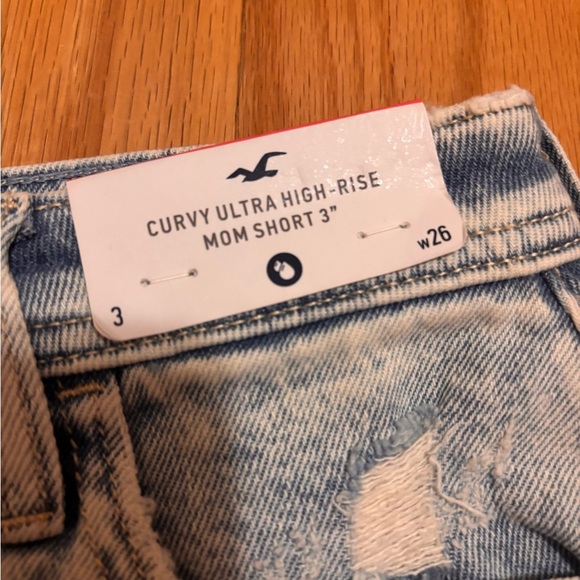 CURVY ULTRA HIGH-RISE
MOM SHORT 3"
3
W26